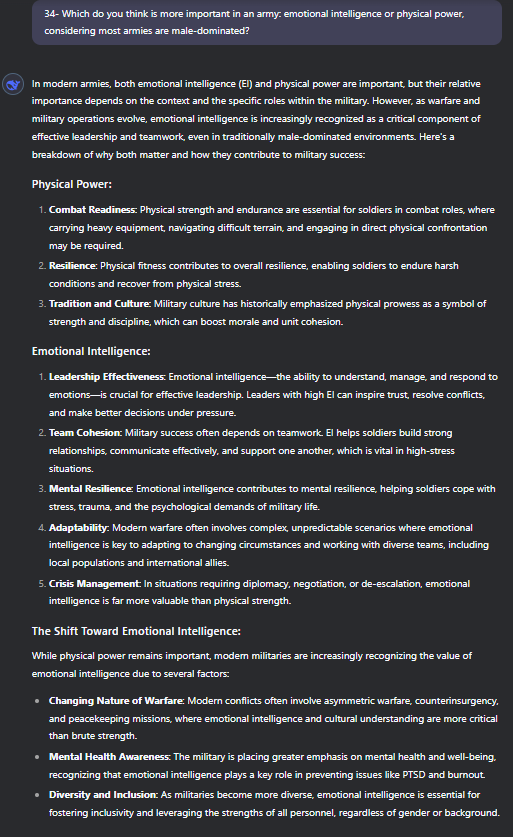 34- Which do you think is more important in an army: emotional intelligence or physical power,
considering most armies are male-dominated?
In modern armies, both emotional intelligence (EI) and physical power are important, but their relative
importance depends on the context and the specific roles within the military. However, as warfare and
military operations evolve, emotional intelligence is increasingly recognized as a critical component of
effective leadership and teamwork, even in traditionally male-dominated environments. Here's a
breakdown of why both matter and how they contribute to military success:
Physical Power:
1. Combat Readiness: Physical strength and endurance are essential for soldiers in combat roles, where
carrying heavy equipment, navigating difficult terrain, and engaging in direct physical confrontation
may be required.
2. Resilience: Physical fitness contributes to overall resilience, enabling soldiers to endure harsh
conditions and recover from physical stress.
3. Tradition and Culture: Military culture has historically emphasized physical prowess as a symbol of
strength and discipline, which can boost morale and unit cohesion.
Emotional Intelligence:
1. Leadership Effectiveness: Emotional intelligence—the ability to understand, manage, and respond to
emotions—is crucial for effective leadership. Leaders with high EI can inspire trust, resolve conflicts,
and make better decisions under pressure.
2. Team Cohesion: Military success often depends on teamwork. EI helps soldiers build strong
relationships, communicate effectively, and support one another, which is vital in high-stress
situations.
3. Mental Resilience: Emotional intelligence contributes to mental resilience, helping soldiers cope with
stress, trauma, and the psychological demands of military life.
4. Adaptability: Modern warfare often involves complex, unpredictable scenarios where emotional
intelligence is key to adapting to changing circumstances and working with diverse teams, including
local populations and international allies.
5. Crisis Management: In situations requiring diplomacy, negotiation, or de-escalation, emotional
intelligence is far more valuable than physical strength.
The Shift Toward Emotional Intelligence:
While physical power remains important, modern militaries are increasingly recognizing the value of
emotional intelligence due to several factors:
• Changing Nature of Warfare: Modern conflicts often involve asymmetric warfare, counterinsurgency,
and peacekeeping missions, where emotional intelligence and cultural understanding are more critical
than brute strength.
• Mental Health Awareness: The military is placing greater emphasis on mental health and well-being,
recognizing that emotional intelligence plays a key role in preventing issues like PTSD and burnout.
• Diversity and Inclusion: As militaries become more diverse, emotional intelligence is essential for
fostering inclusivity and leveraging the strengths of all personnel, regardless of gender or background.